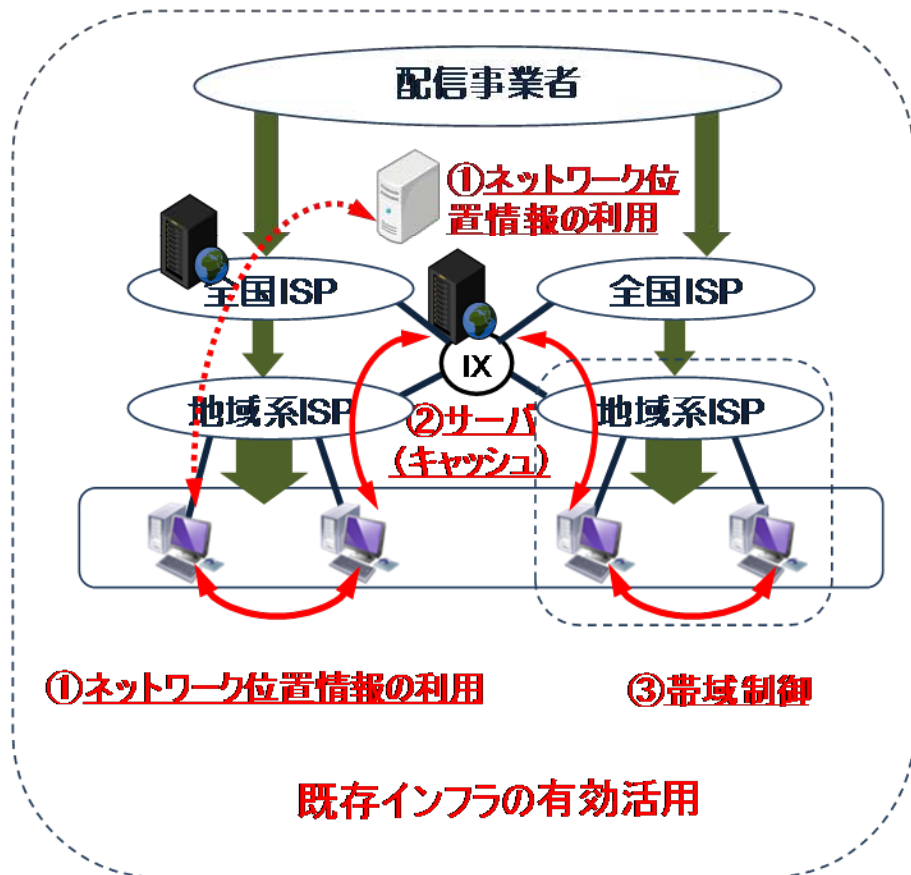 配信事業者
①ネットワーク位
置情報の利用
全国ISP
全国ISP
IX
地域系ISP
地域系ISP
②サーバ
(キャッシュ)
①ネットワーク位置情報の利用
③帯域制御
既存インフラの有効活用